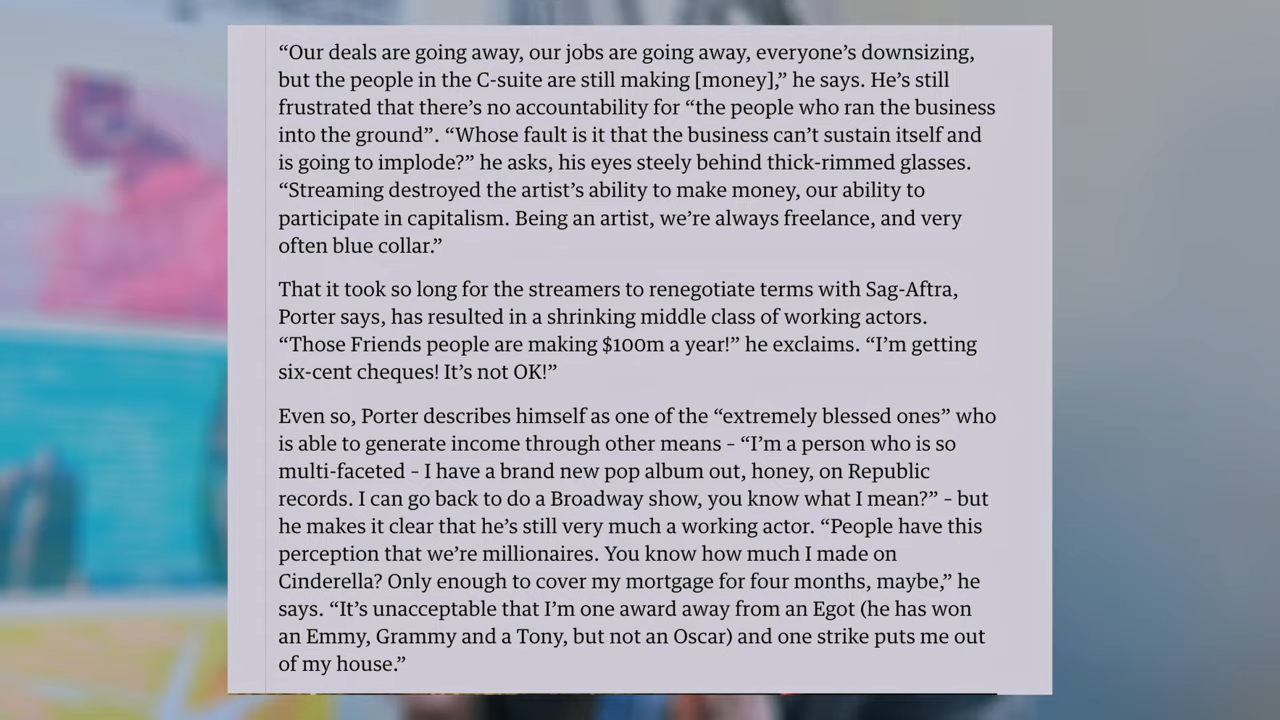 “Our deals are going away, our jobs are going away, everyone’s downsizing,
but the people in the C-suite are still making [money],” he says. He’s still
frustrated that there’s no accountability for “the people who ran the business
into the ground”. “Whose fault is it that the business can’t sustain itself and
is going to implode?” he asks, his eyes steely behind thick-rimmed glasses.
“Streaming destroyed the artist’s ability to make money, our ability to
participate in capitalism. Being an artist, we’re always freelance, and very
often blue collar.”
That it took so long for the streamers to renegotiate terms with Sag-Aftra,
Porter says, has resulted in a shrinking middle class of working actors.
“Those Friends people are making $100m a year!” he exclaims. “I’m getting
six-cent cheques! It’s not OK!”
Even so, Porter describes himself as one of the “extremely blessed ones” who
is able to generate income through other means – “I’m a person who is so
multi-faceted – I have a brand new pop album out, honey, on Republic
records. I can go back to do a Broadway show, you know what I mean?” – but
he makes it clear that he’s still very much a working actor. “People have this
perception that we’re millionaires. You know how much I made on
Cinderella? Only enough to cover my mortgage for four months, maybe,” he
says. “It’s unacceptable that I’m one award away from an Egot (he has won
an Emmy, Grammy and a Tony, but not an Oscar) and one strike puts me out
of my house.”